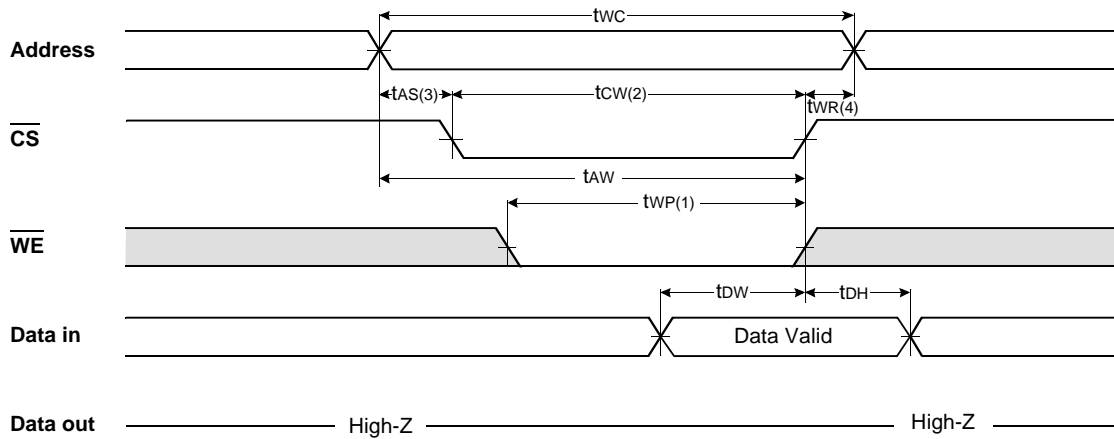 tWC
Address
tAS(3) tCW(2) tWR(4)
CS
tAW
tWP(1)
WE
tDW tDH
Data in Data Valid
Data out High-Z High-Z